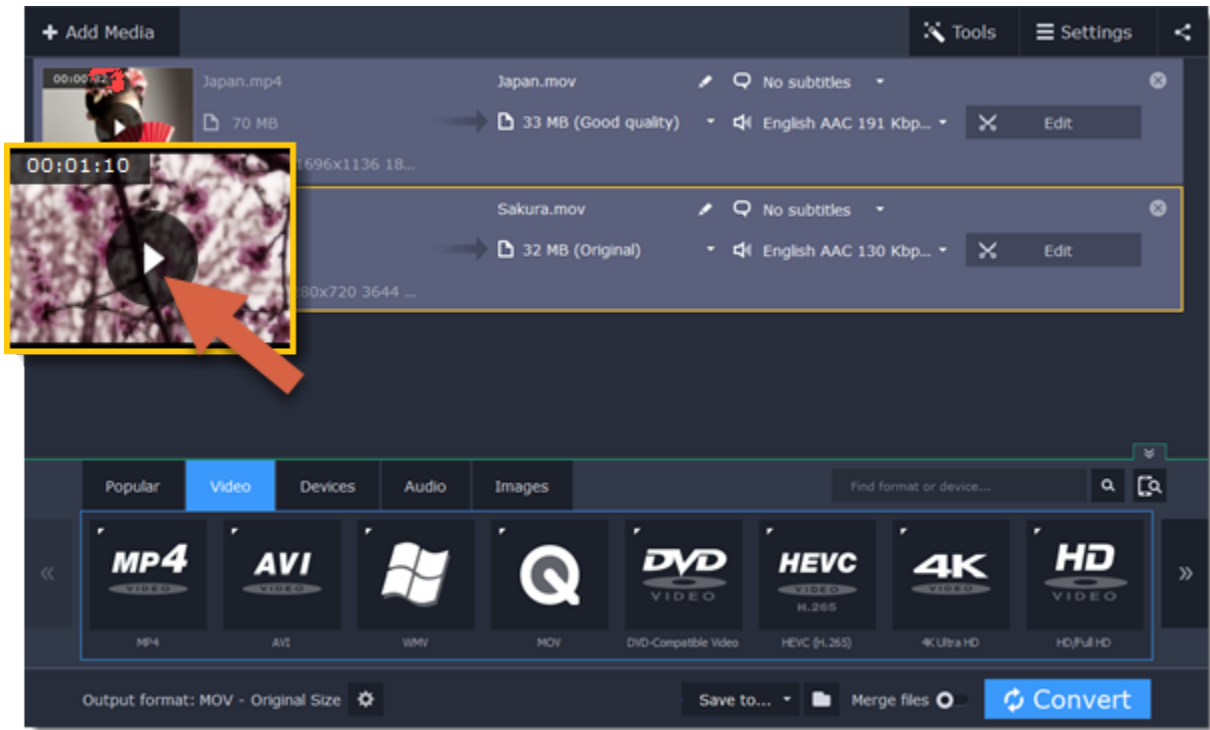 + Add Media
Tools
Settings
Japan.mp4
Japan.mov
No subtitles
70 MB
33 MB (Good quality)
English AAC 191 Kbp...
Edit
00:01:10
1696x1136 18...
Sakura.mov
No subtitles
32 MB (Original)
English AAC 130 Kbp...
Edit
80x720 3644 ...
Popular
Video
Devices
Audio
Images
Find format or device...
MP4
VIDEO
AVI
VIDEO
DVD
VIDEO
HEVC
VIDEO
H.265
4K
VIDEO
HD
VIDEO
MP4
AVI
WMV
MOV
DVD-Compatible Video
HEVC (H.265)
4K Ultra HD
HD/Full HD
Output format: MOV - Original Size
Save to...
Merge files
Convert